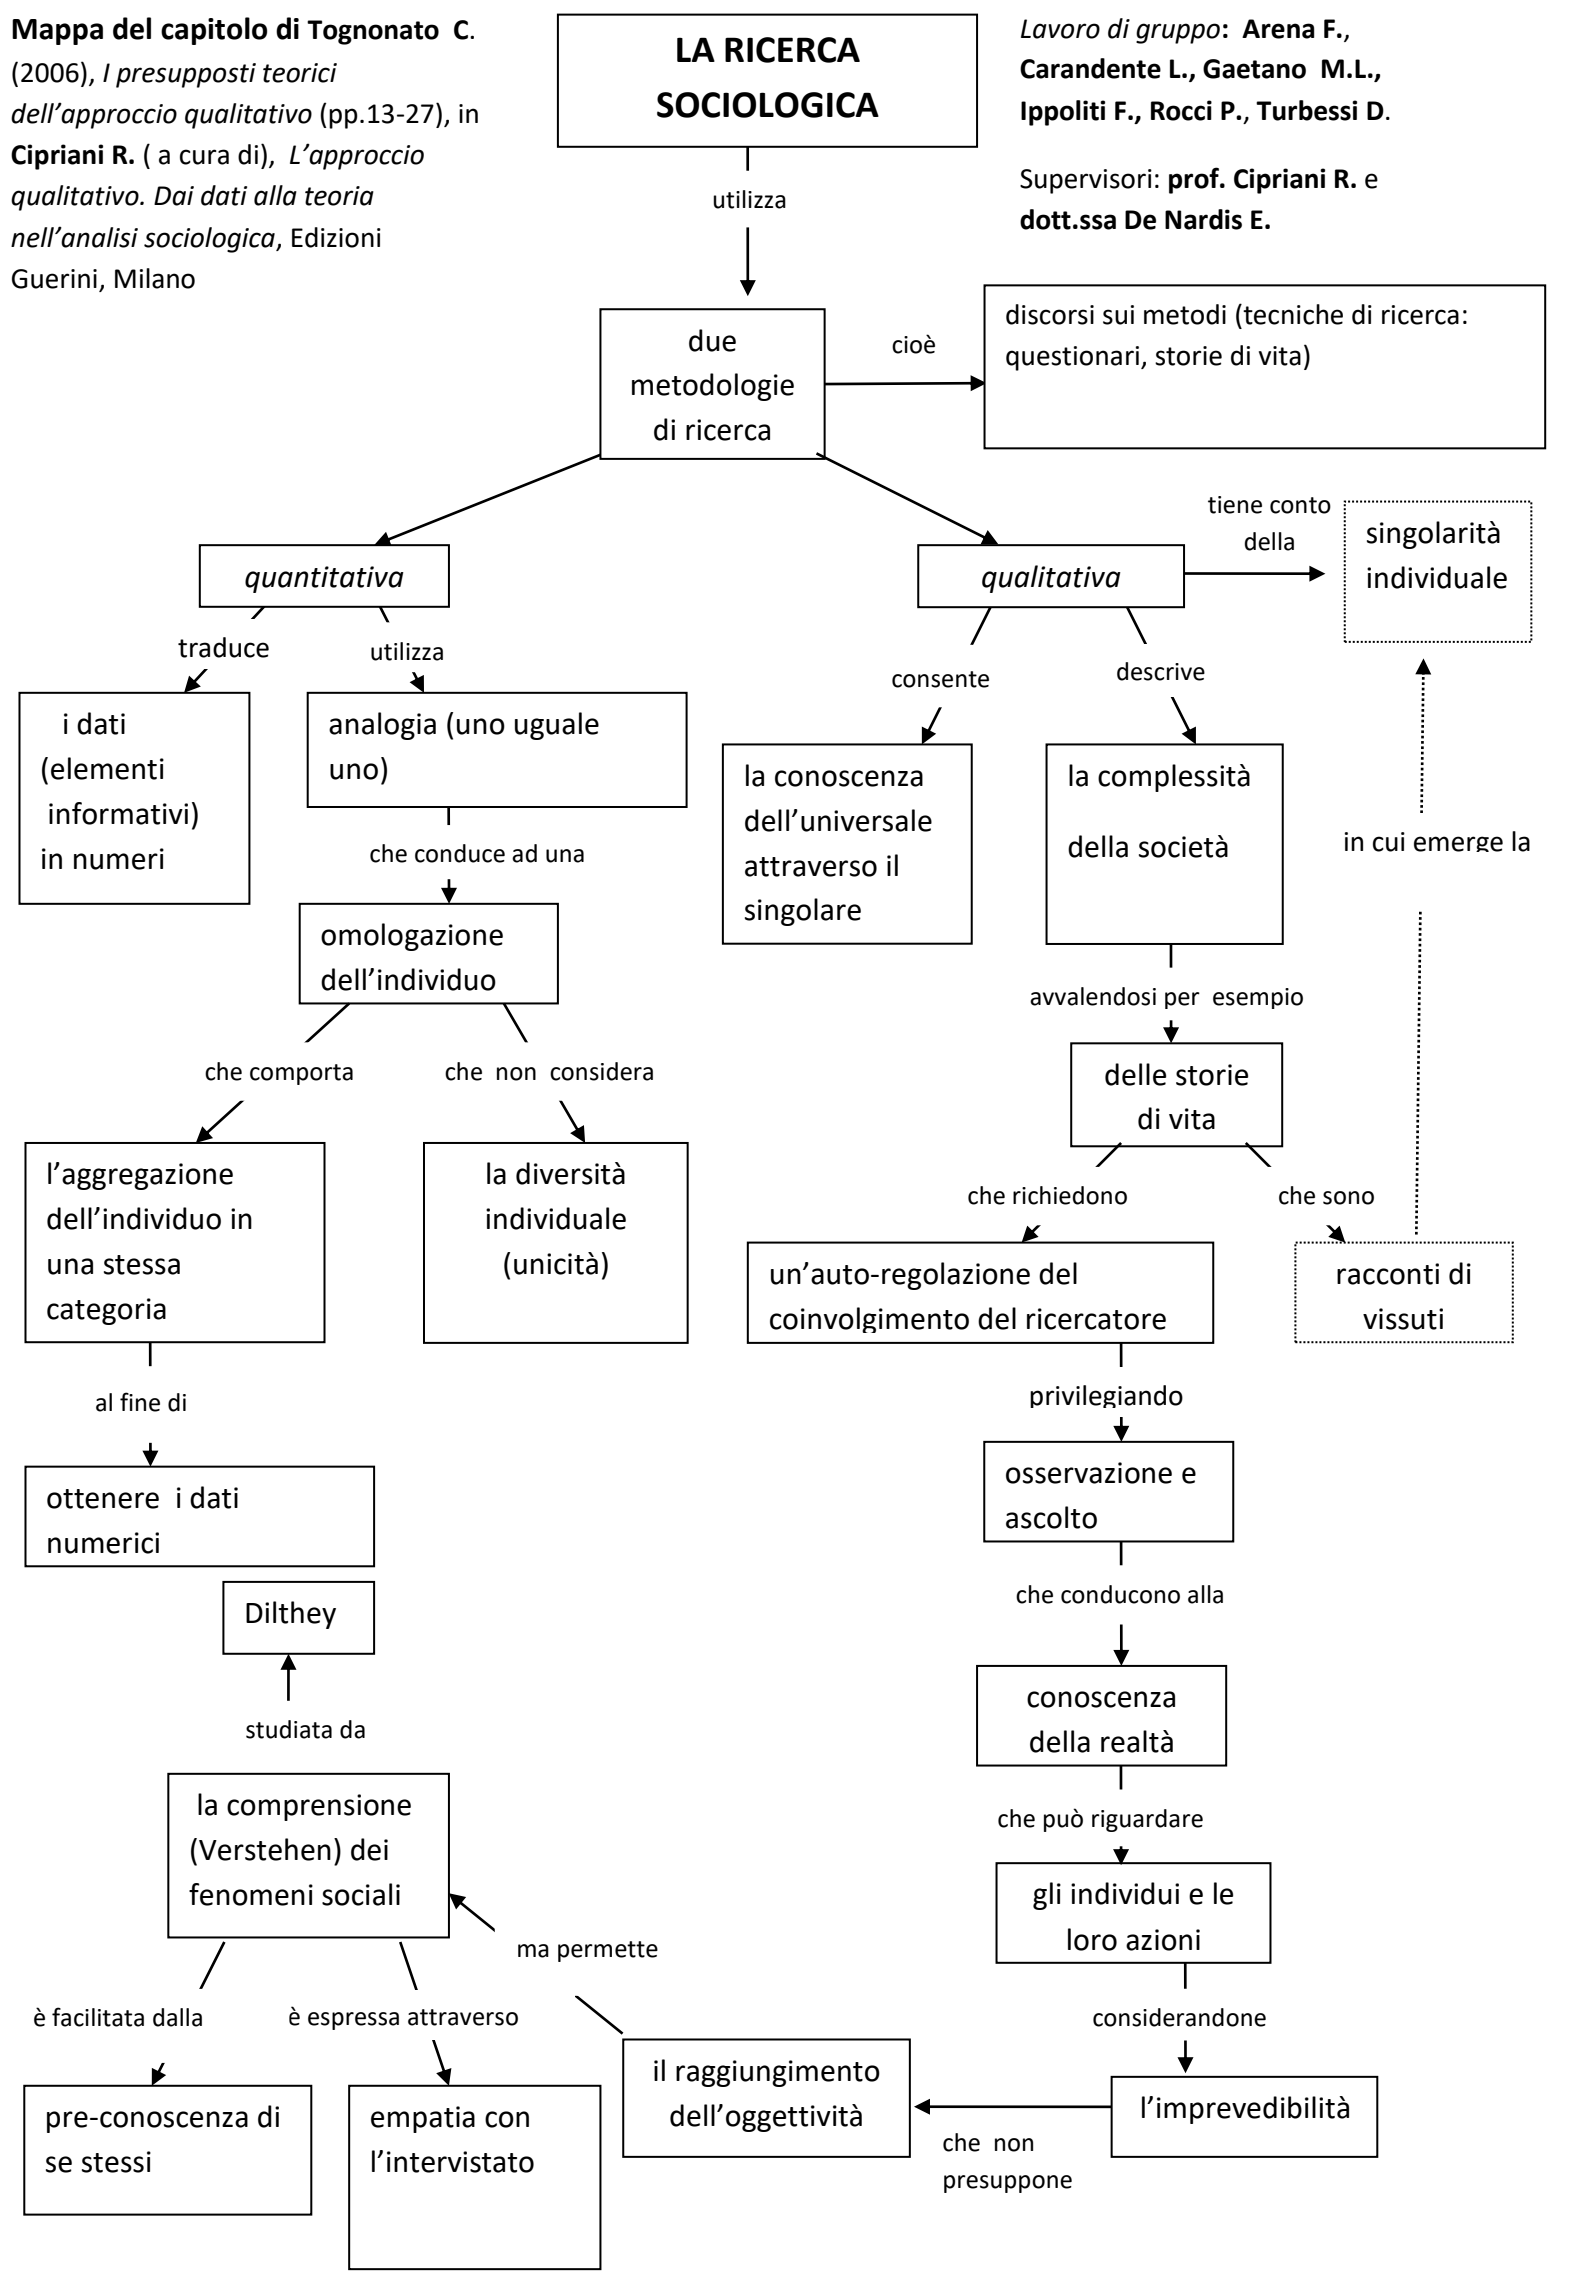 Mappa del capitolo di Tognonato C.
(2006), I presupposti teorici
dell’approccio qualitativo (pp.13-27), in
Cipriani R. ( a cura di), L’approccio
qualitativo. Dai dati alla teoria
nell’analisi sociologica, Edizioni
Guerini, Milano
LA RICERCA
SOCIOLOGICA
Lavoro di gruppo: Arena F.,
Carandente L., Gaetano M.L.,
Ippoliti F., Rocci P., Turbessi D.
Supervisori: prof. Cipriani R. e
dott.ssa De Nardis E.
utilizza
due
metodologie
di ricerca
cioè
discorsi sui metodi (tecniche di ricerca:
questionari, storie di vita)
quantitativa
qualitativa
tiene conto
della
singolarità
individuale
traduce
utilizza
consente
descrive
i dati
(elementi
informativi)
in numeri
analogia (uno uguale
uno)
la conoscenza
dell’universale
attraverso il
singolare
la complessità
della società
in cui emerge la
che conduce ad una
omologazione
dell’individuo
avvalendosi per esempio
delle storie
di vita
che comporta
che non considera
l’aggregazione
dell’individuo in
una stessa
categoria
la diversità
individuale
(unicità)
che richiedono
che sono
un’auto-regolazione del
coinvolgimento del ricercatore
racconti di
vissuti
al fine di
privilegiando
ottenere i dati
numerici
osservazione e
ascolto
Dilthey
che conducono alla
studiata da
conoscenza
della realtà
la comprensione
(Verstehen) dei
fenomeni sociali
che può riguardare
gli individui e le
loro azioni
ma permette
è facilitata dalla
è espressa attraverso
considerandone
pre-conoscenza di
se stessi
empatia con
l’intervistato
il raggiungimento
dell’oggettività
che non
presuppone
l’imprevedibilità